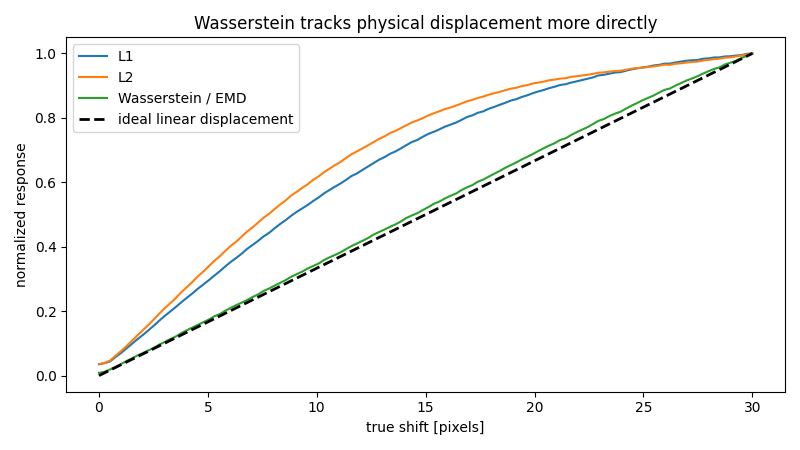 Wasserstein tracks physical displacement more directly
L1
L2
Wasserstein / EMD
ideal linear displacement
normalized response
1.0
0.8
0.6
0.4
0.2
0.0
0 5 10 15 20 25 30
true shift [pixels]